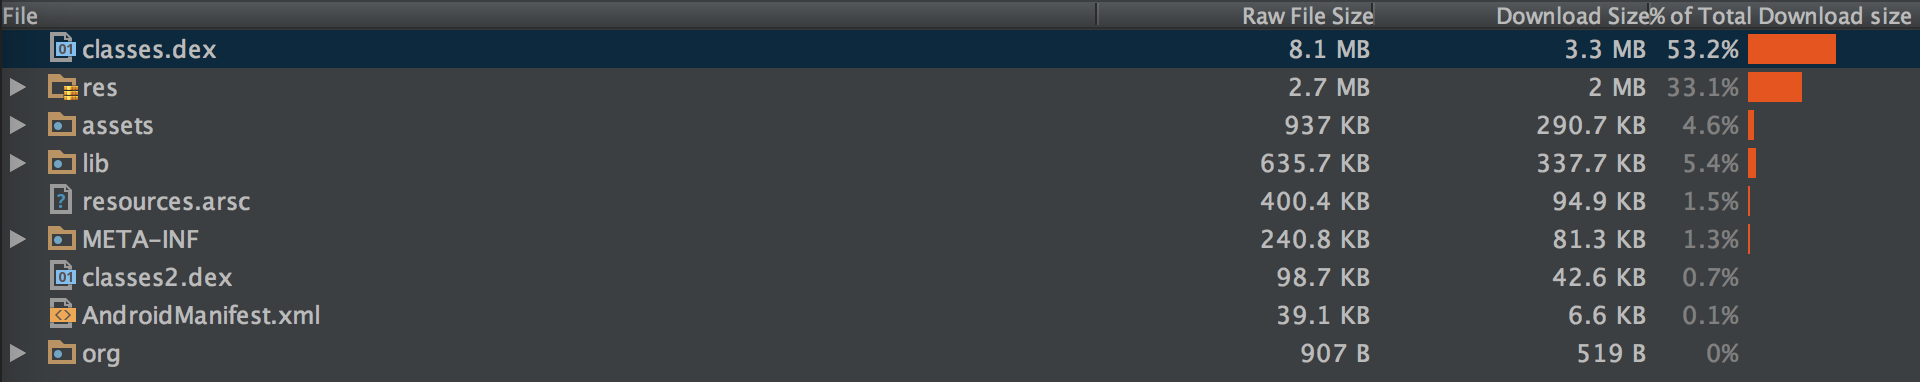 File Raw File Size Download Size % of Total Download size
classes.dex 8.1 MB 3.3 MB 53.2%
res 2.7 MB 2 MB 33.1%
assets 937 KB 290.7 KB 4.6%
lib 635.7 KB 337.7 KB 5.4%
resources.arsc 400.4 KB 94.9 KB 1.5%
META-INF 240.8 KB 81.3 KB 1.3%
classes2.dex 98.7 KB 42.6 KB 0.7%
AndroidManifest.xml 39.1 KB 6.6 KB 0.1%
org 907 B 519 B 0%